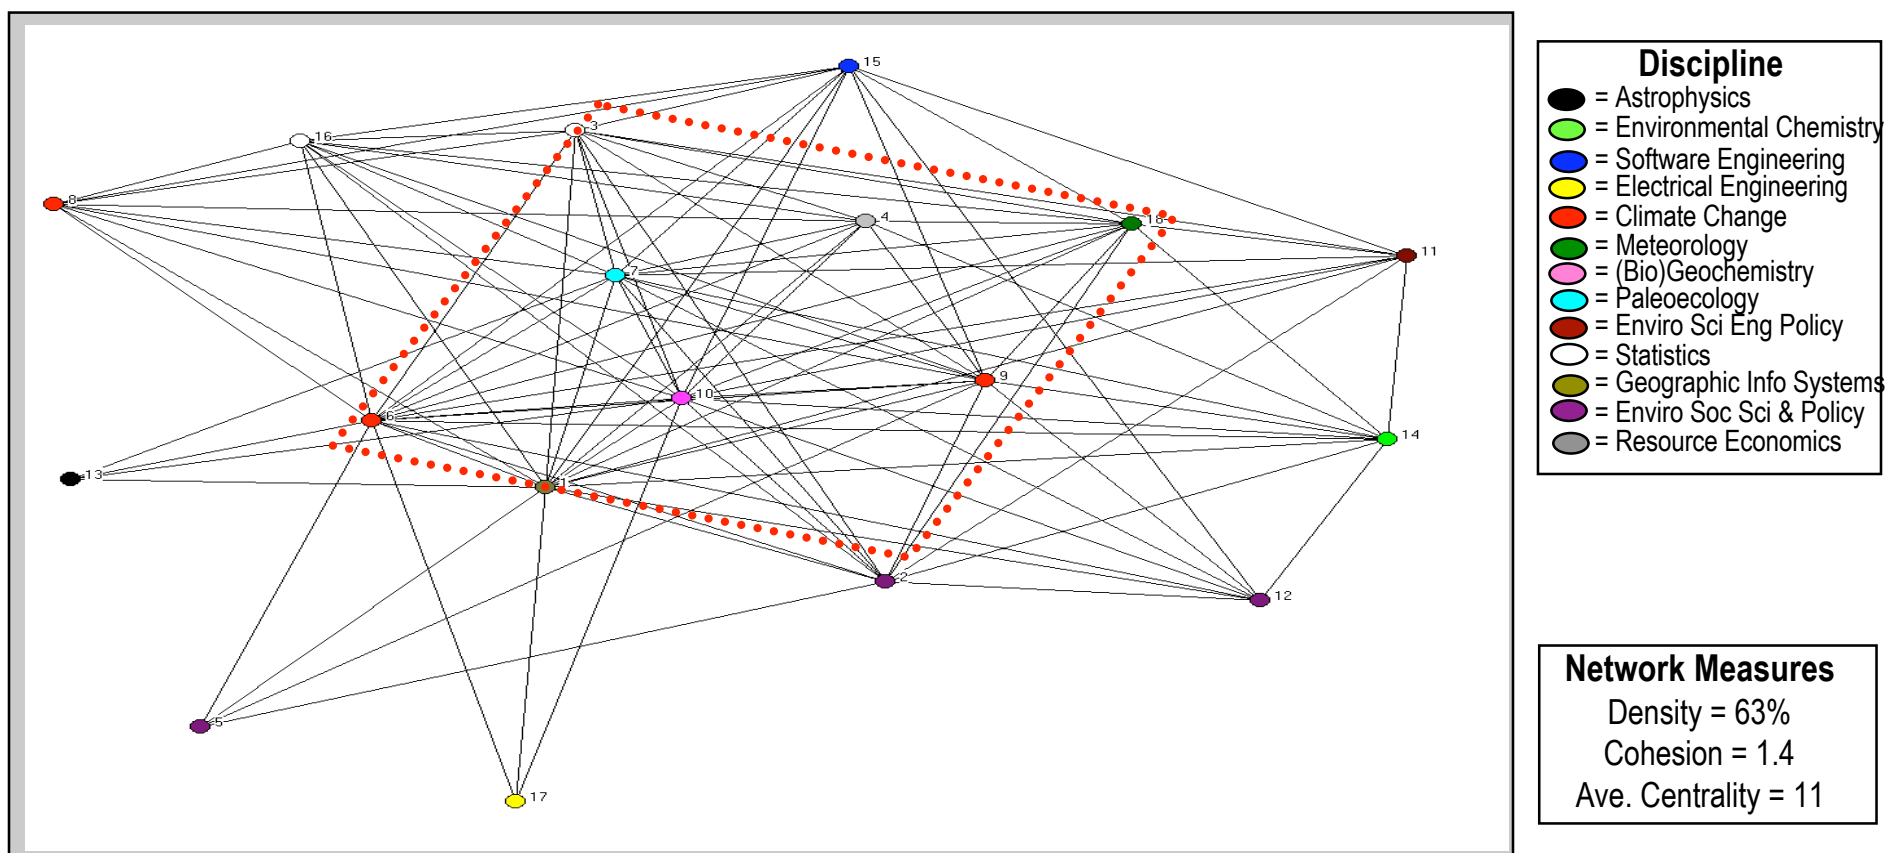 15
16
3
8
4
18
11
7
9
10
6
14
13
1
2
12
5
17
Discipline
= Astrophysics
= Environmental Chemistry
= Software Engineering
= Electrical Engineering
= Climate Change
= Meteorology
= (Bio)Geochemistry
= Paleoecology
= Enviro Sci Eng Policy
= Statistics
= Geographic Info Systems
= Enviro Soc Sci & Policy
= Resource Economics
Network Measures
Density = 63%
Cohesion = 1.4
Ave. Centrality = 11